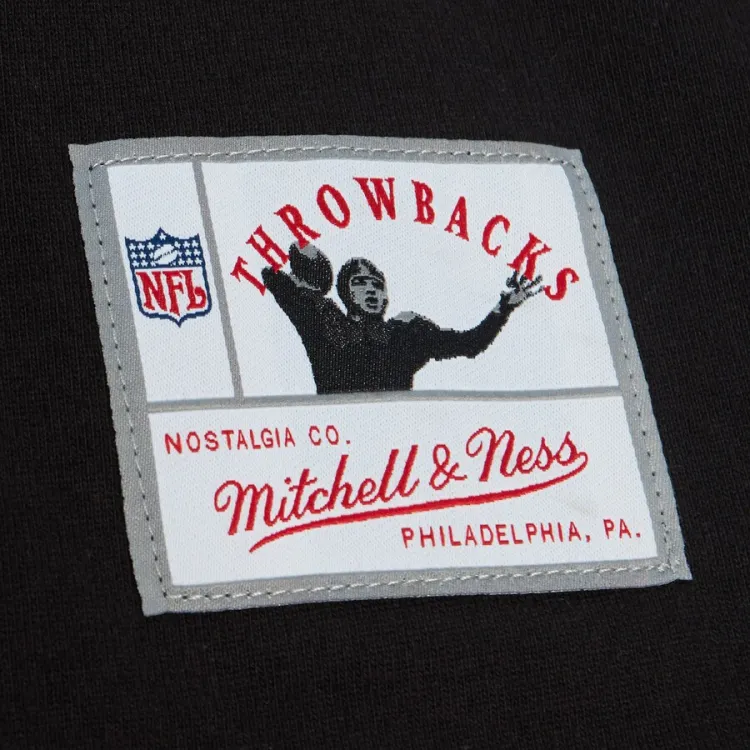 THROWBACKS
NFL
NOSTALGIA CO.
Mitchell & Ness
PHILADELPHIA, PA.